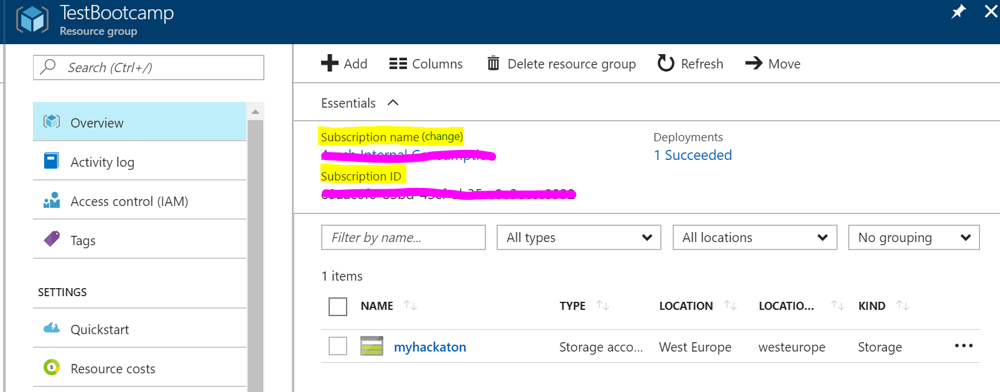 TestBootcamp
Resource group
Search (Ctrl+/)
Overview
Activity log
Access control (IAM)
Tags
SETTINGS
Quickstart
Resource costs
Add Columns Delete resource group Refresh Move
Essentials
Subscription name (change)
Subscription ID
Deployments
1 Succeeded
Filter by name... All types All locations No grouping
1 items
NAME TYPE LOCATION LOCATIO... KIND
myhackaton Storage acco... West Europe westeurope Storage